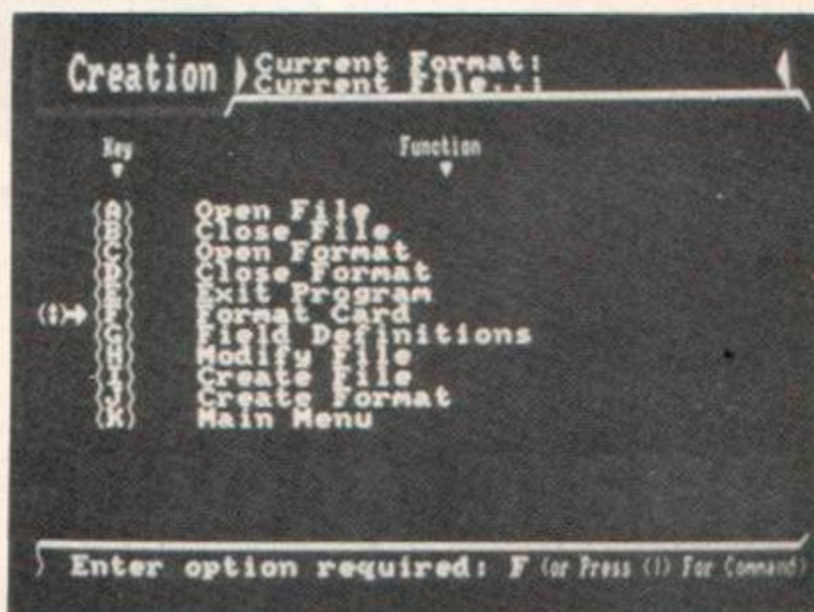 Creation Current Format:
Current File..:
Key Function
(A) Open File
(B) Close File
(C) Open Format
(D) Close Format
(E) Exit Program
(F) Format Card
(G) Field Definitions
(H) Modify File
(I) Create File
(J) Create Format
(K) Main Menu
Enter option required: F (or Press (!) For Command)